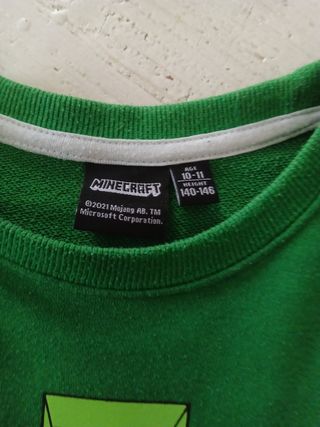 MINECRAFT
©2021 Mojang AB. TM
Microsoft Corporation.
AGE
10-11
HEIGHT
140-146